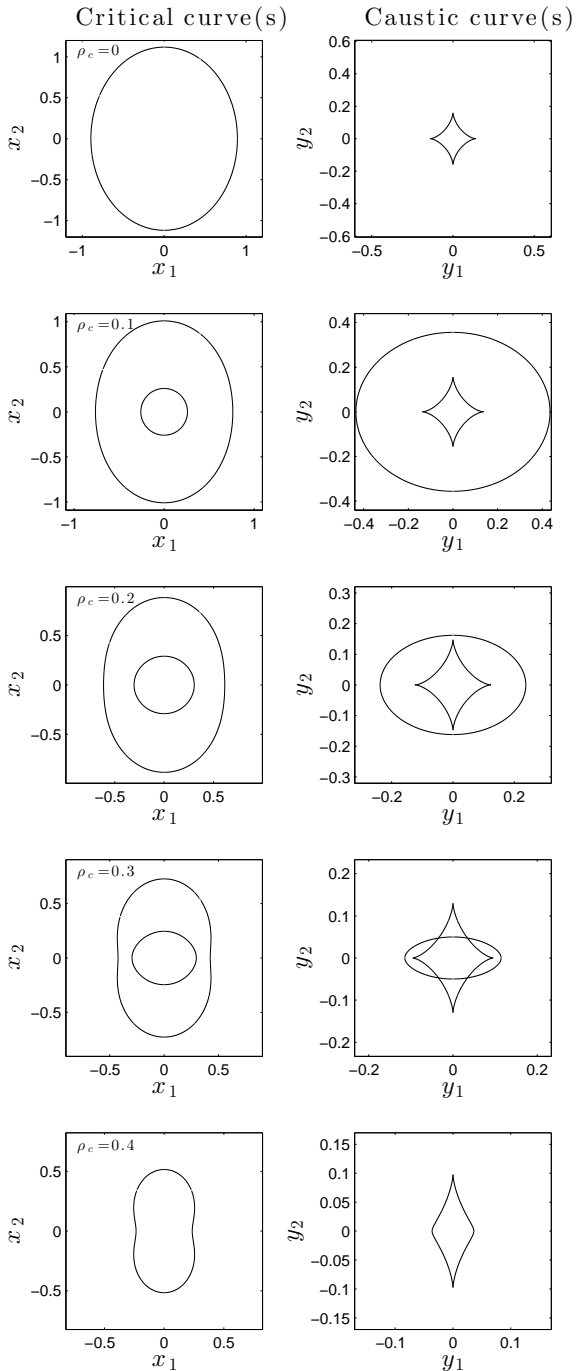 Critical curve(s) Caustic curve(s)
ρc=0
x2
1
0.5
0
−0.5
−1
−1 0 1
x1
y2
0.6
0.4
0.2
0
−0.2
−0.4
−0.6
−0.5 0 0.5
y1
ρc=0.1
x2
1
0.5
0
−0.5
−1
−1 0 1
x1
y2
0.4
0.2
0
−0.2
−0.4
−0.4 −0.2 0 0.2 0.4
y1
ρc=0.2
x2
0.5
0
−0.5
−0.5 0 0.5
x1
y2
0.3
0.2
0.1
0
−0.1
−0.2
−0.3
−0.2 0 0.2
y1
ρc=0.3
x2
0.5
0
−0.5
−0.5 0 0.5
x1
y2
0.2
0.1
0
−0.1
−0.2
−0.2 0 0.2
y1
ρc=0.4
x2
0.5
0
−0.5
−0.5 0 0.5
x1
y2
0.15
0.1
0.05
0
−0.05
−0.1
−0.15
−0.1 0 0.1
y1